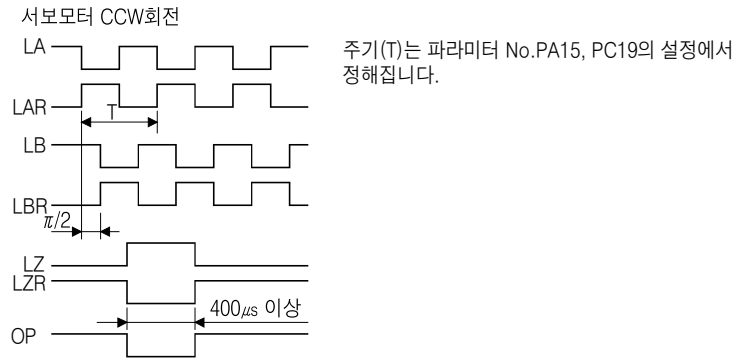 서보모터 CCW회전
LA
주기(T)는 파라미터 No.PA15, PC19의 설정에서
정해집니다.
LAR
T
LB
LBR
π/2
LZ
LZR
400μs 이상
OP